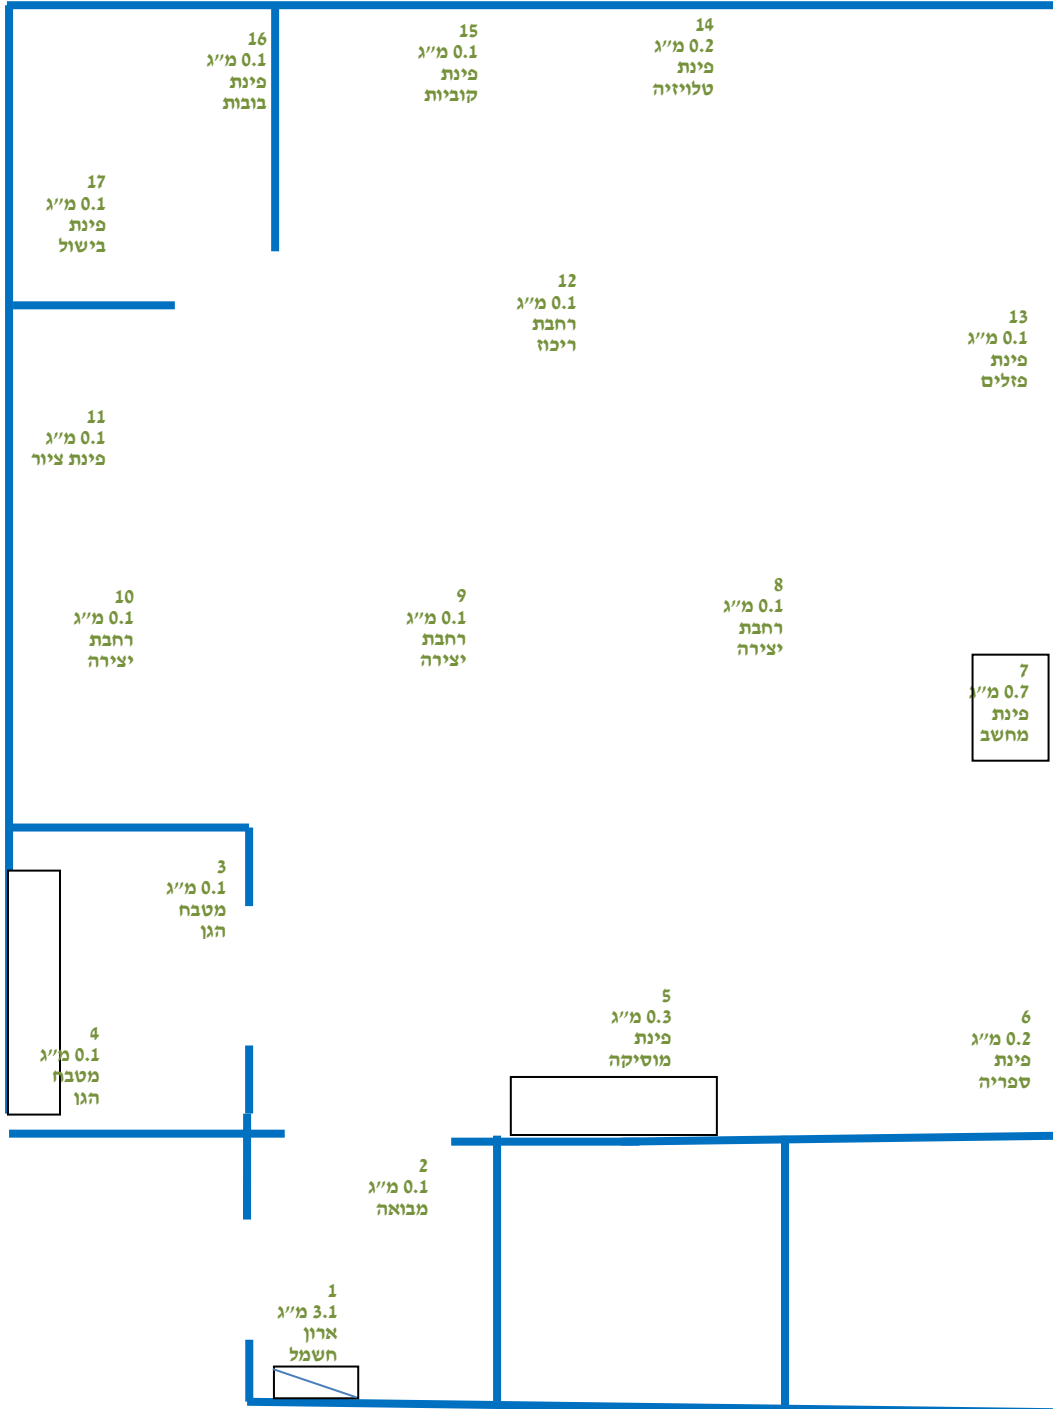 16
0.1 מ״ג
פינת
בובות
15
0.1 מ״ג
פינת
קוביות
14
0.2 מ״ג
פינת
טלויזיה
17
0.1 מ״ג
פינת
בישול
12
0.1 מ״ג
רחבת
ריכוז
13
0.1 מ״ג
פינת
פזלים
11
0.1 מ״ג
פינת ציור
10
0.1 מ״ג
רחבת
יצירה
9
0.1 מ״ג
רחבת
יצירה
8
0.1 מ״ג
רחבת
יצירה
7
0.7 מ״ג
פינת
מחשב
3
0.1 מ״ג
מטבח
הגן
4
0.1 מ״ג
מטבח
הגן
5
0.3 מ״ג
פינת
מוסיקה
6
0.2 מ״ג
פינת
ספריה
2
0.1 מ״ג
מבואה
1
3.1 מ״ג
ארון
חשמל